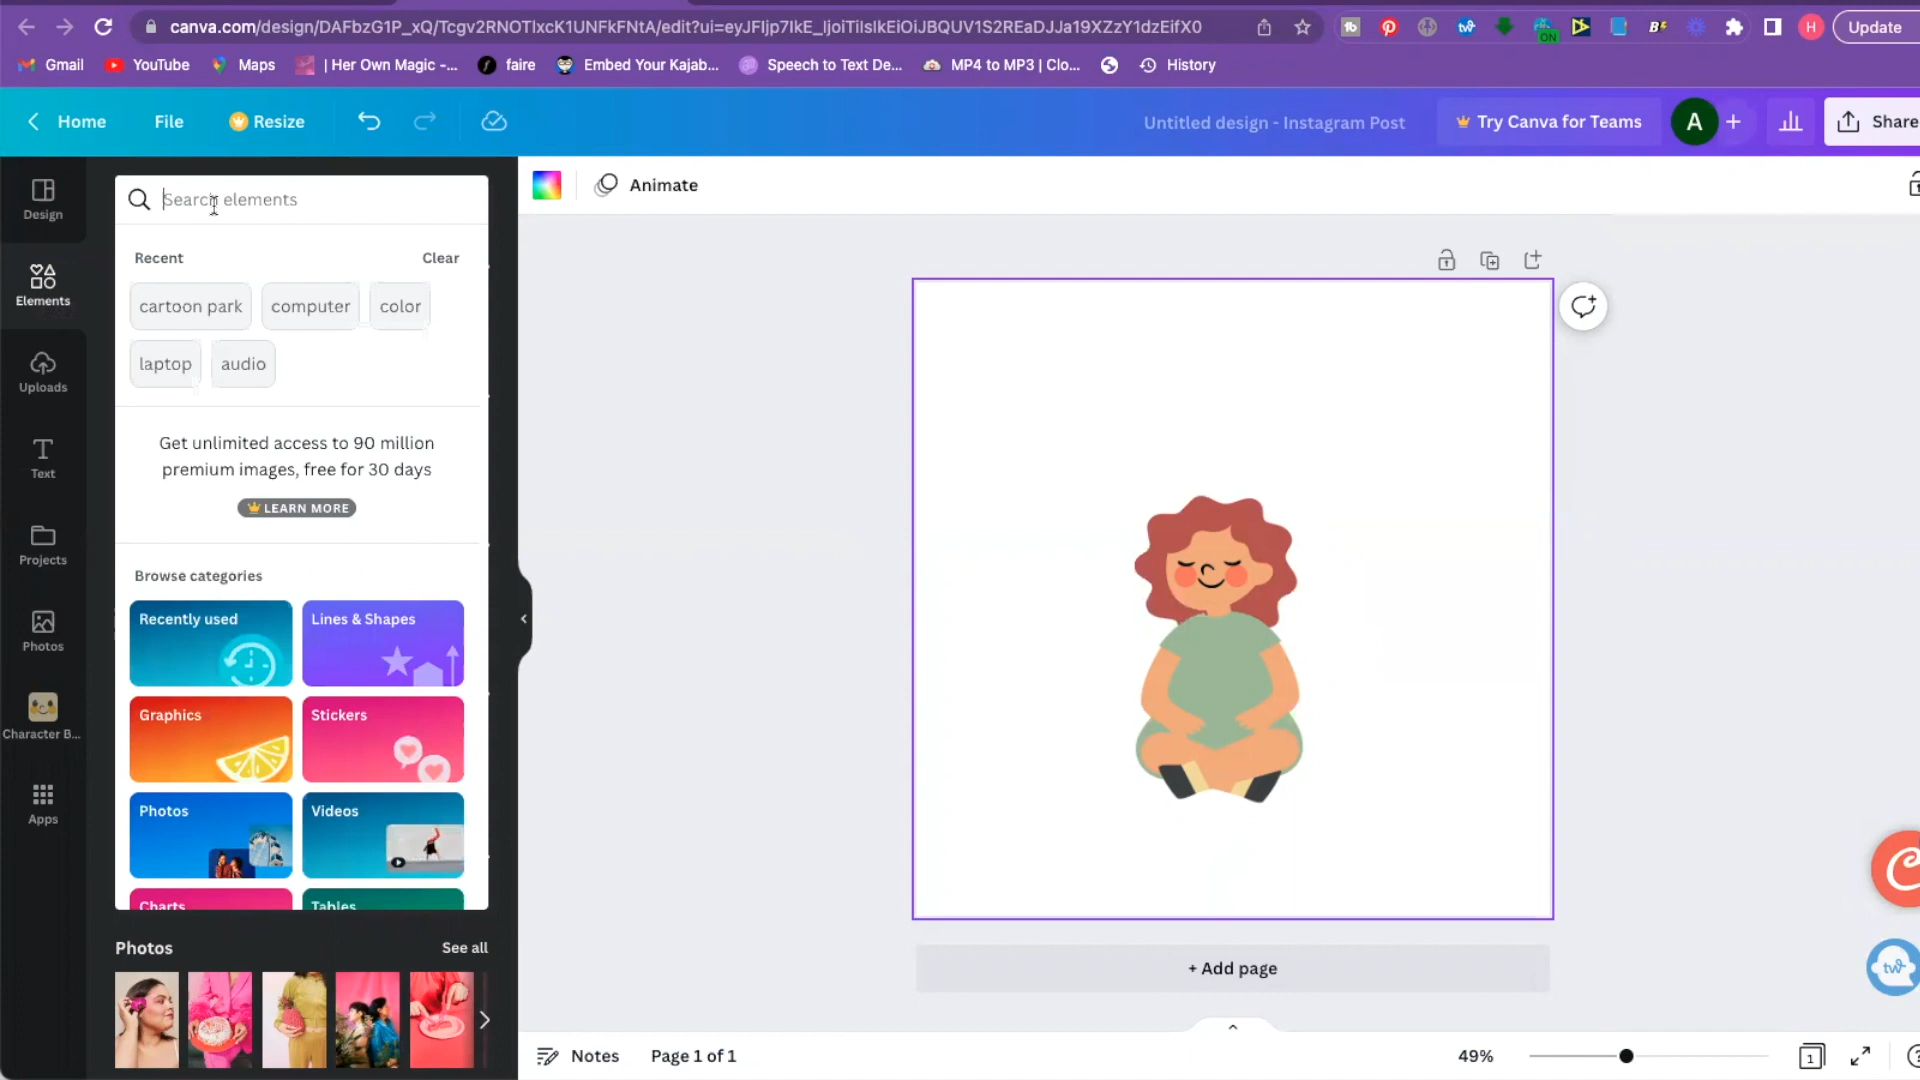 canva.com/design/DAFbzG1P_xQ/Tcgv2RNOTlxcK1UNFkFNtA/edit?ui=eyJFIjp7IkE_IjoiTiIsIkEiOiJBQUV1S2REaDJJa19XZzY1dzEifX0
ON
H
Update
Gmail
YouTube
Maps
| Her Own Magic -...
faire
Embed Your Kajab...
Speech to Text De...
MP4 to MP3 | Clo...
History
Home
File
Resize
Untitled design - Instagram Post
Try Canva for Teams
A
Share
Design
Elements
Uploads
Text
Projects
Photos
Character B...
Apps
Search elements
Recent
Clear
cartoon park
computer
color
laptop
audio
Get unlimited access to 90 million
premium images, free for 30 days
LEARN MORE
Browse categories
Recently used
Lines & Shapes
Graphics
Stickers
Photos
Videos
Charts
Tables
Photos
See all
Animate
+ Add page
Notes
Page 1 of 1
49%
1